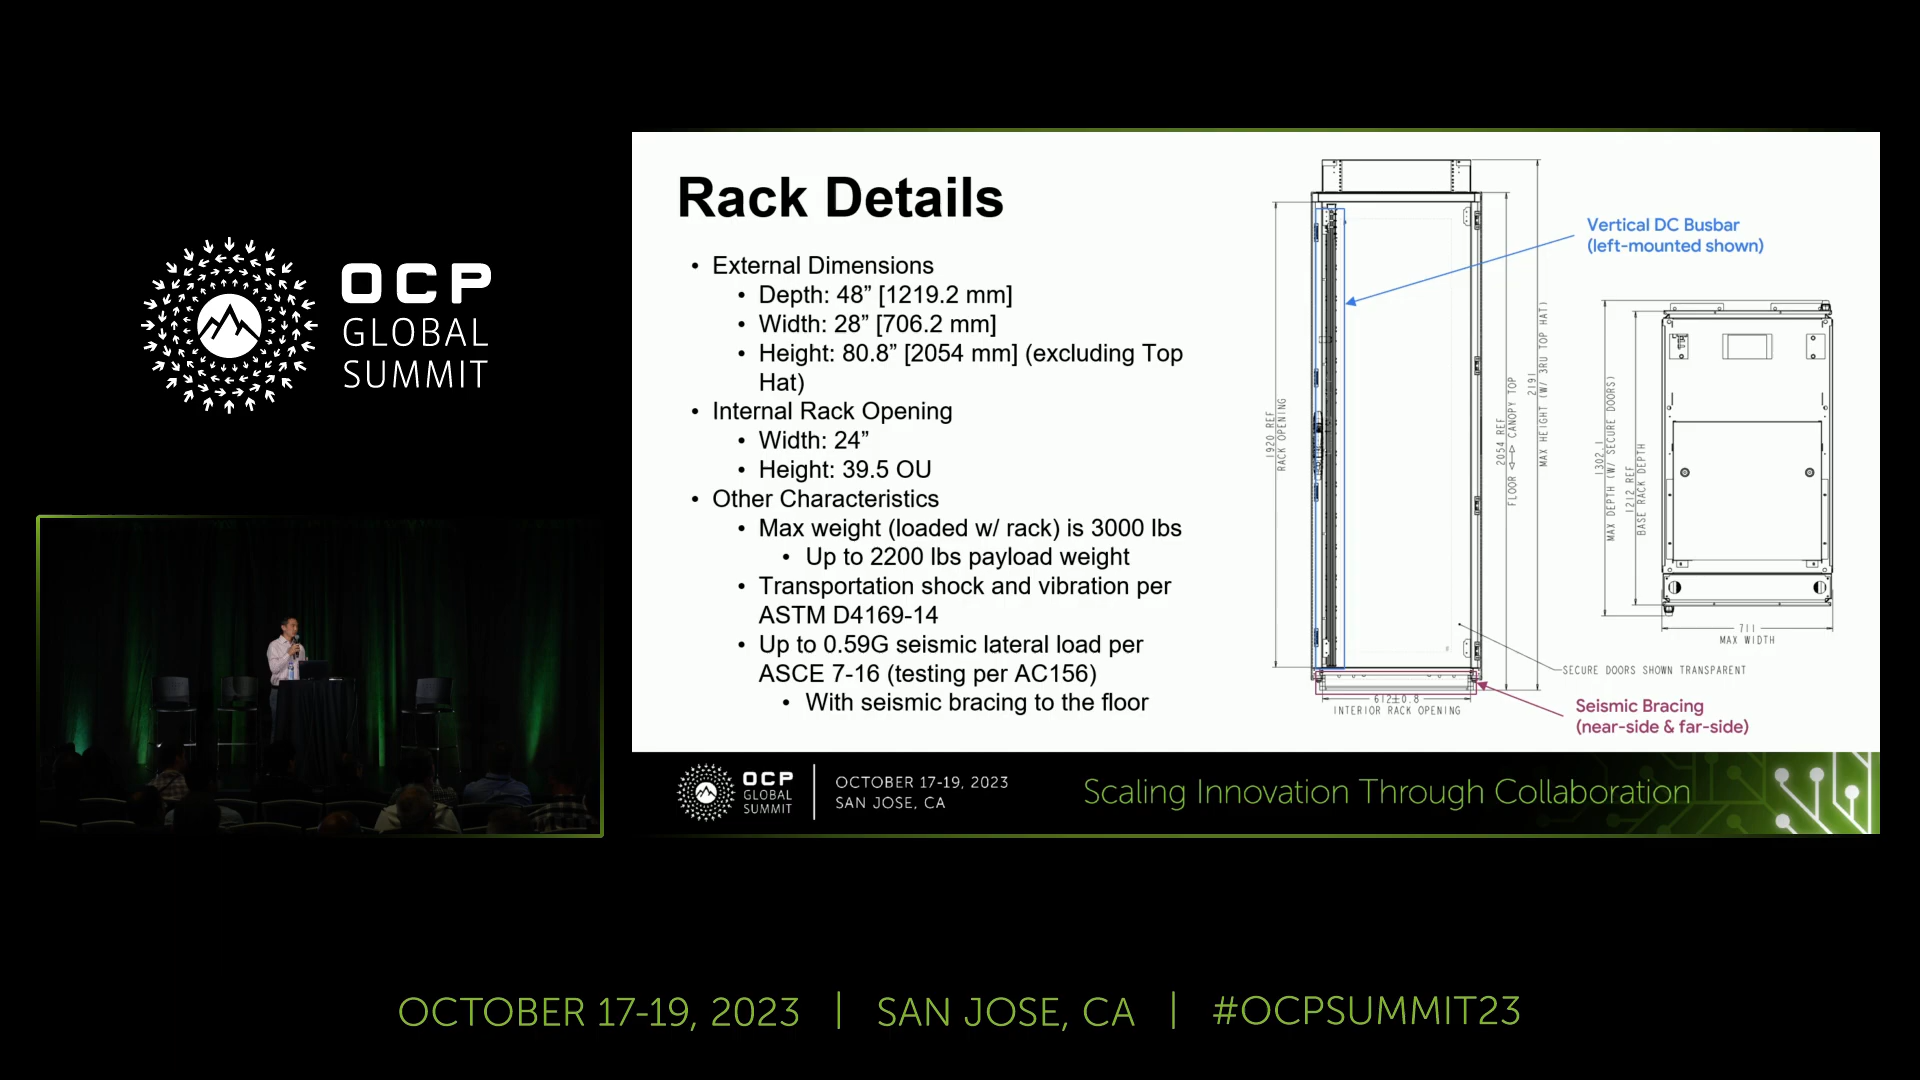 OCP
GLOBAL
SUMMIT
Rack Details
• External Dimensions
• Depth: 48” [1219.2 mm]
• Width: 28” [706.2 mm]
• Height: 80.8” [2054 mm] (excluding Top
Hat)
• Internal Rack Opening
• Width: 24”
• Height: 39.5 OU
• Other Characteristics
• Max weight (loaded w/ rack) is 3000 lbs
• Up to 2200 lbs payload weight
• Transportation shock and vibration per
ASTM D4169-14
• Up to 0.59G seismic lateral load per
ASCE 7-16 (testing per AC156)
• With seismic bracing to the floor
1920 REF
RACK OPENING
2054 REF
FLOOR <-> CANOPY TOP
2191
MAX HEIGHT (W/ 3RU TOP HAT)
Vertical DC Busbar
(left-mounted shown)
1302.1
MAX DEPTH (W/ SECURE DOORS)
1212 REF
BASE RACK DEPTH
711
MAX WIDTH
SECURE DOORS SHOWN TRANSPARENT
612±0.8
INTERIOR RACK OPENING
Seismic Bracing
(near-side & far-side)
OCP
GLOBAL
SUMMIT
OCTOBER 17-19, 2023
SAN JOSE, CA
Scaling Innovation Through Collaboration
OCTOBER 17-19, 2023 | SAN JOSE, CA | #OCPSUMMIT23